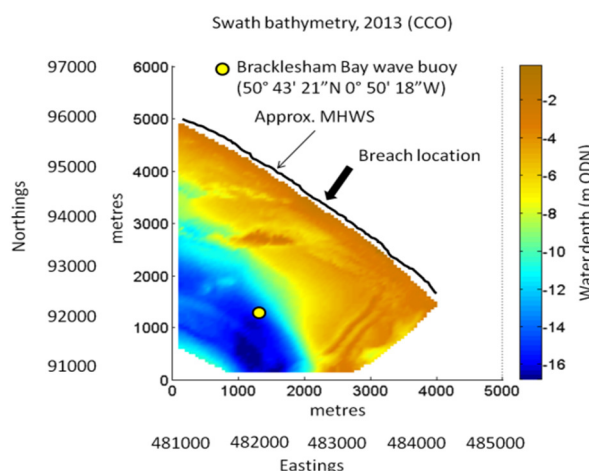 Swath bathymetry, 2013 (CCO)
Bracklesham Bay wave buoy
(50° 43' 21”N 0° 50' 18”W)
Approx. MHWS
Breach location
Northings
97000
96000
95000
94000
93000
92000
91000
metres
6000
5000
4000
3000
2000
1000
0
0 1000 2000 3000 4000 5000
metres
481000 482000 483000 484000 485000
Eastings
-2
-4
-6
-8
-10
-12
-14
-16
Water depth (m ODN)